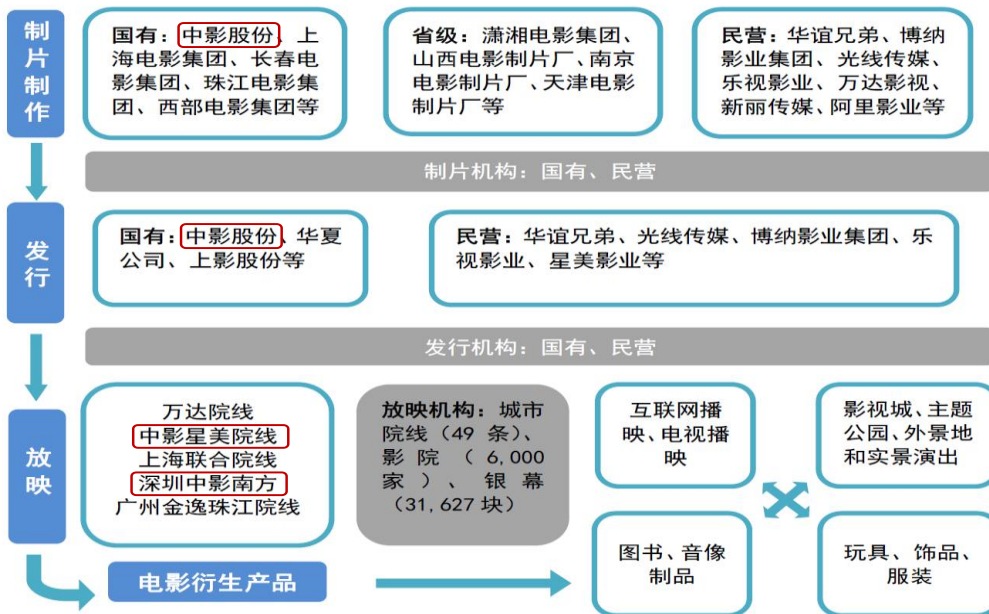 制片制作
国有：中影股份、上
海电影集团、长春电
影集团、珠江电影集
团、西部电影集团等
省级：潇湘电影集团、
山西电影制片厂、南京
电影制片厂、天津电影
制片厂等
民营：华谊兄弟、博纳
影业集团、光线传媒、
乐视影业、万达影视、
新丽传媒、阿里影业等
制片机构：国有、民营
发行
国有：中影股份、华夏
公司、上影股份等
民营：华谊兄弟、光线传媒、博纳影业集团、乐
视影业、星美影业等
发行机构：国有、民营
放映
万达院线
中影星美院线
上海联合院线
深圳中影南方
广州金逸珠江院线
放映机构：城市
院线（49 条）、
影院（6,000
家）、银幕
（31,627 块）
互联网播
映、电视播
映
影视城、主题
公园、外景地
和实景演出
电影衍生产品
图书、音像
制品
玩具、饰品、
服装